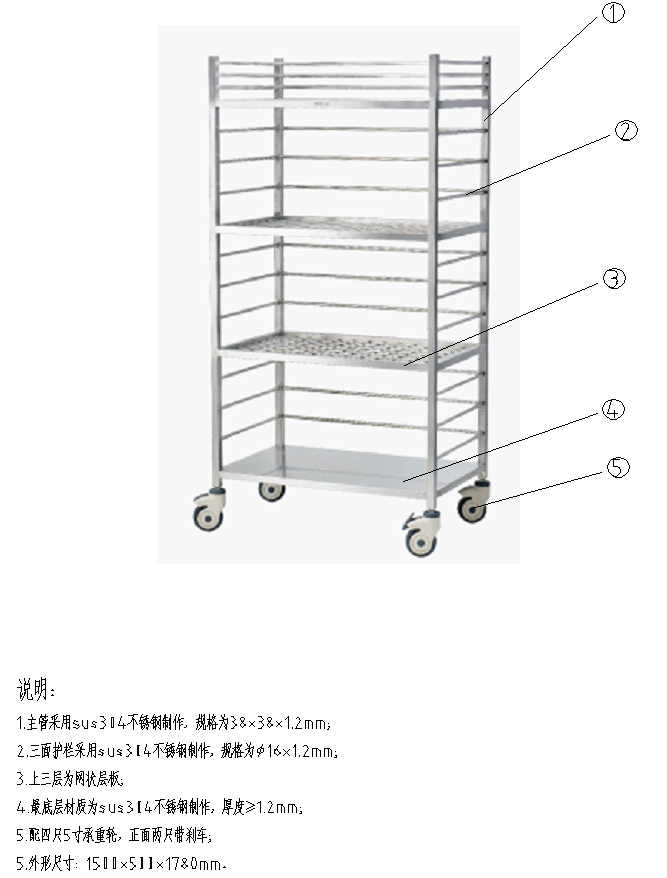 ①
②
③
④
⑤
说明：
1.主管采用sus304不锈钢制作，规格为38×38×1.2mm；
2.三面护栏采用sus304不锈钢制作，规格为φ16×1.2mm；
3.上三层为网状层板；
4.最底层材质为sus304不锈钢制作，厚度≥1.2mm；
5.配四只5寸承重轮，正面两只带刹车；
5.外形尺寸：1500×500×1780mm。